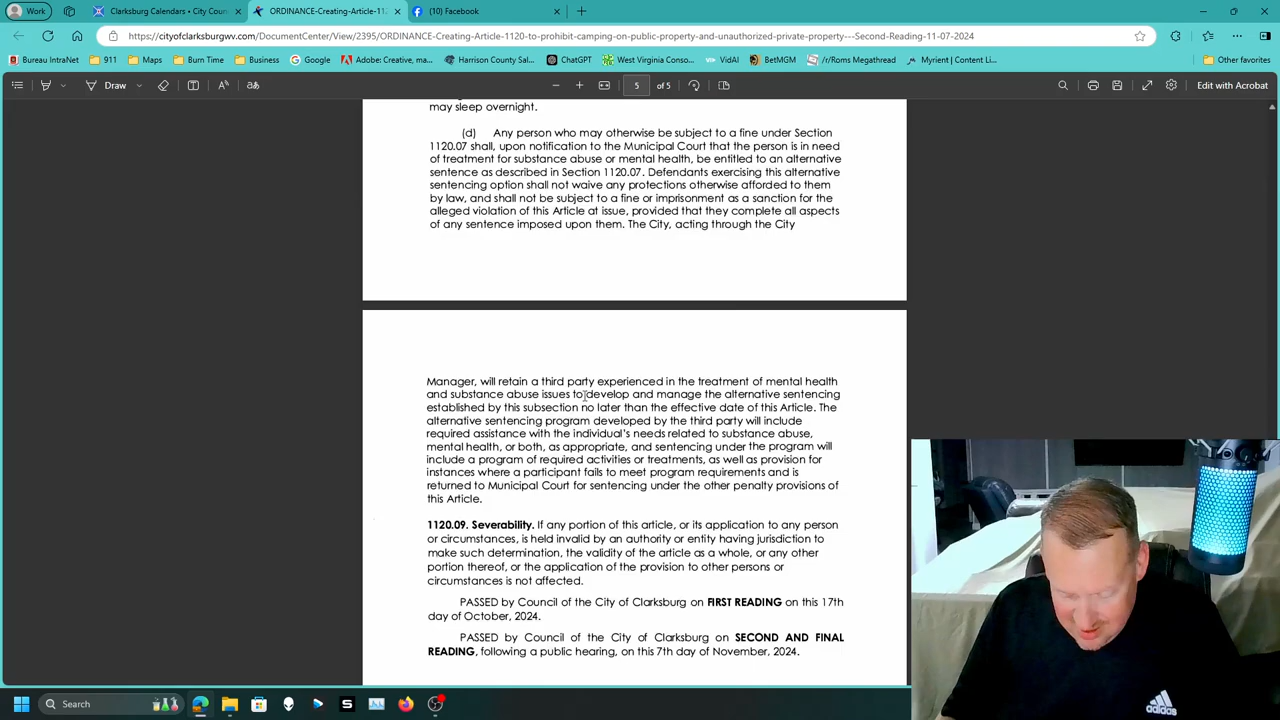 Work
Clarksburg Calendars • City Coun
ORDINANCE-Creating-Article-112
(10) Facebook
https://cityofclarksburgwv.com/DocumentCenter/View/2395/ORDINANCE-Creating-Article-1120-to-prohibit-camping-on-public-property-and-unauthorized-private-property---Second-Reading-11-07-2024
Bureau IntraNet
911
Maps
Burn Time
Business
Google
Adobe: Creative, ma...
Harrison County Sal...
ChatGPT
West Virginia Conso...
VidAI
BetMGM
/r/Roms Megathread
Myrient | Content Li...
Other favorites
Draw
5 of 5
Edit with Acrobat
may sleep overnight.
(d) Any person who may otherwise be subject to a fine under Section
1120.07 shall, upon notification to the Municipal Court that the person is in need
of treatment for substance abuse or mental health, be entitled to an alternative
sentence as described in Section 1120.07. Defendants exercising this alternative
sentencing option shall not waive any protections otherwise afforded to them
by law, and shall not be subject to a fine or imprisonment as a sanction for the
alleged violation of this Article at issue, provided that they complete all aspects
of any sentence imposed upon them. The City, acting through the City
Manager, will retain a third party experienced in the treatment of mental health
and substance abuse issues to develop and manage the alternative sentencing
established by this subsection no later than the effective date of this Article. The
alternative sentencing program developed by the third party will include
required assistance with the individual's needs related to substance abuse,
mental health, or both, as appropriate, and sentencing under the program will
include a program of required activities or treatments, as well as provision for
instances where a participant fails to meet program requirements and is
returned to Municipal Court for sentencing under the other penalty provisions of
this Article.
1120.09. Severability. If any portion of this article, or its application to any person
or circumstances, is held invalid by an authority or entity having jurisdiction to
make such determination, the validity of the article as a whole, or any other
portion thereof, or the application of the provision to other persons or
circumstances is not affected.
PASSED by Council of the City of Clarksburg on FIRST READING on this 17th
day of October, 2024.
PASSED by Council of the City of Clarksburg on SECOND AND FINAL
READING, following a public hearing, on this 7th day of November, 2024.
adidas
Search